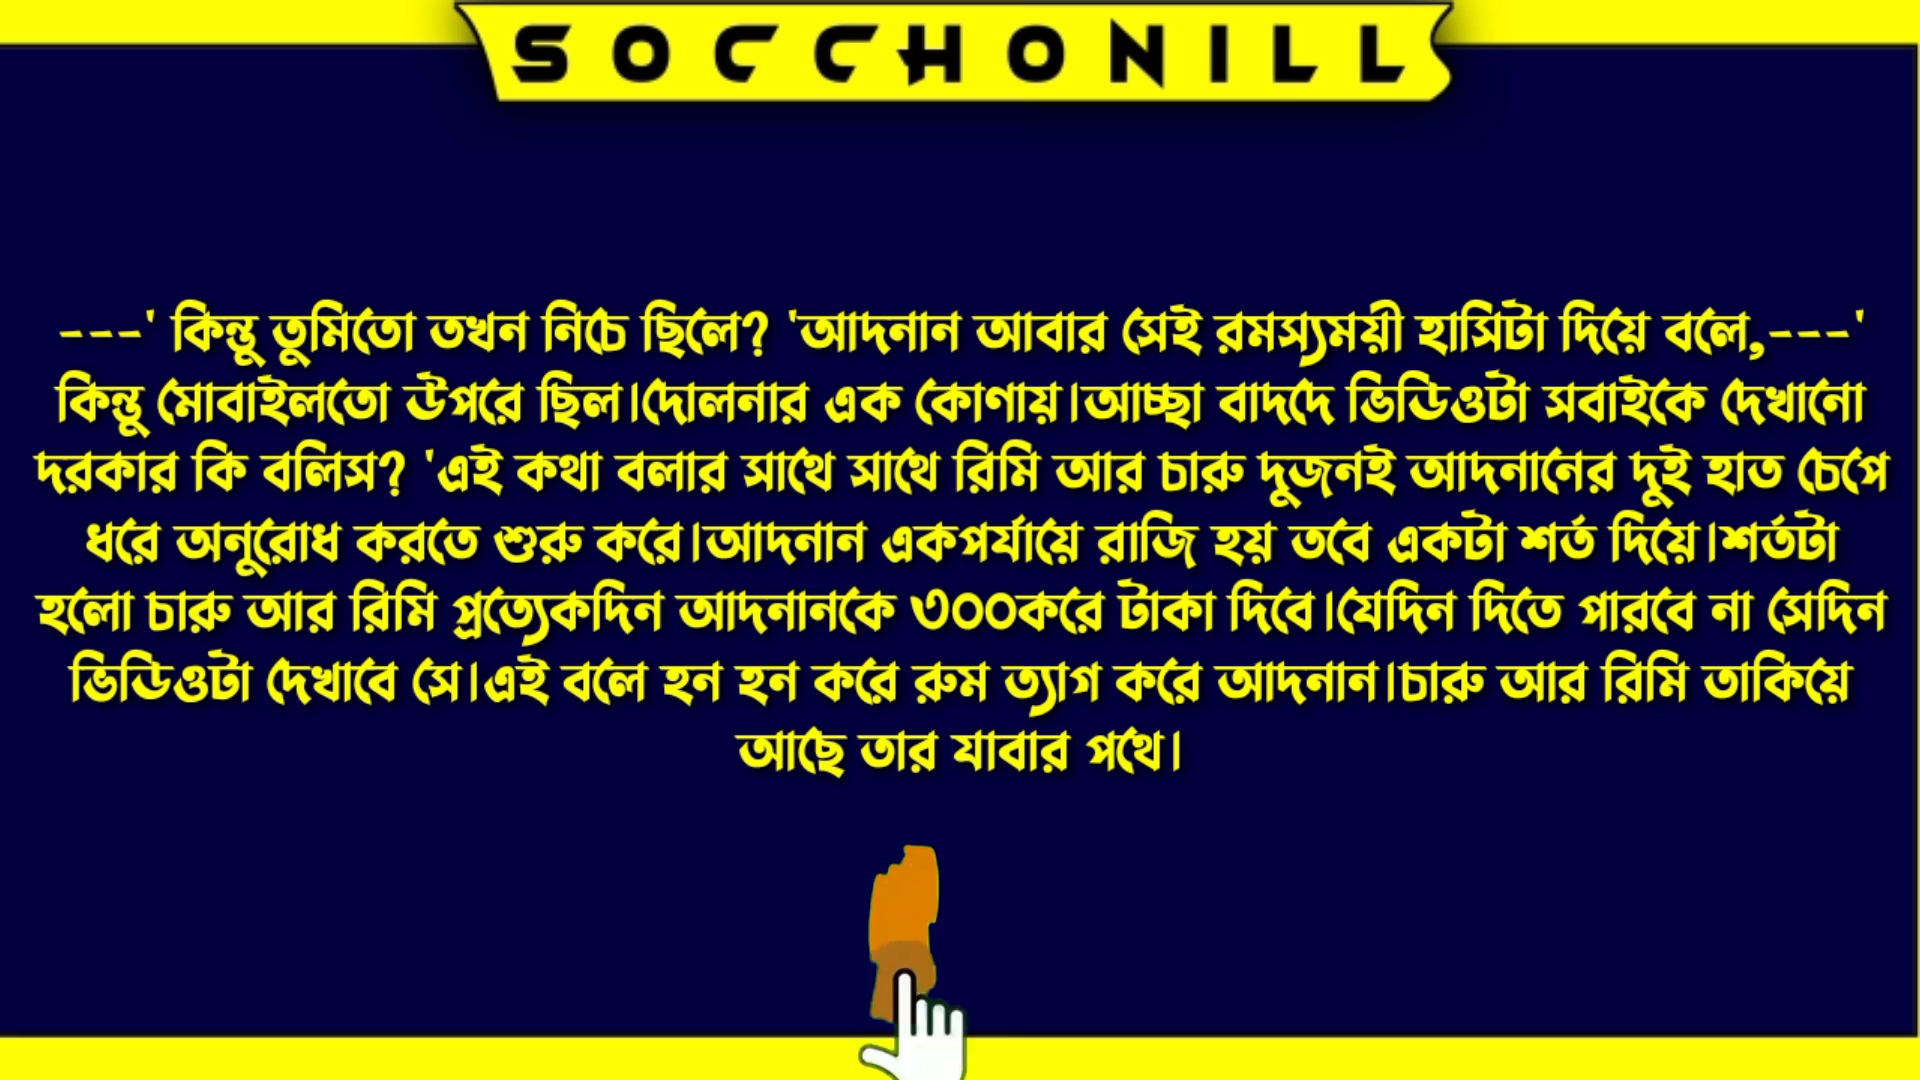 SOCCHONILL
---' কিন্তু তুমিতো তখন নিচে ছিলে? 'আদনান আবার সেই রমস্যময়ী হাসিটা দিয়ে বলে,---'
কিন্তু মোবাইলতো উপরে ছিল।দোলনার এক কোণায়।আচ্ছা বাদদে ভিডিওটা সবাইকে দেখানো
দরকার কি বলিস? 'এই কথা বলার সাথে সাথে রিমি আর চারু দুজনই আদনানের দুই হাত চেপে
ধরে অনুরোধ করতে শুরু করে।আদনান একপর্যায়ে রাজি হয় তবে একটা শর্ত দিয়ে।শর্তটা
হলো চারু আর রিমি প্রত্যেকদিন আদনানকে ৩০০করে টাকা দিবে।যেদিন দিতে পারবে না সেদিন
ভিডিওটা দেখাবে সে।এই বলে হন হন করে রুম ত্যাগ করে আদনান।চারু আর রিমি তাকিয়ে
আছে তার যাবার পথে।